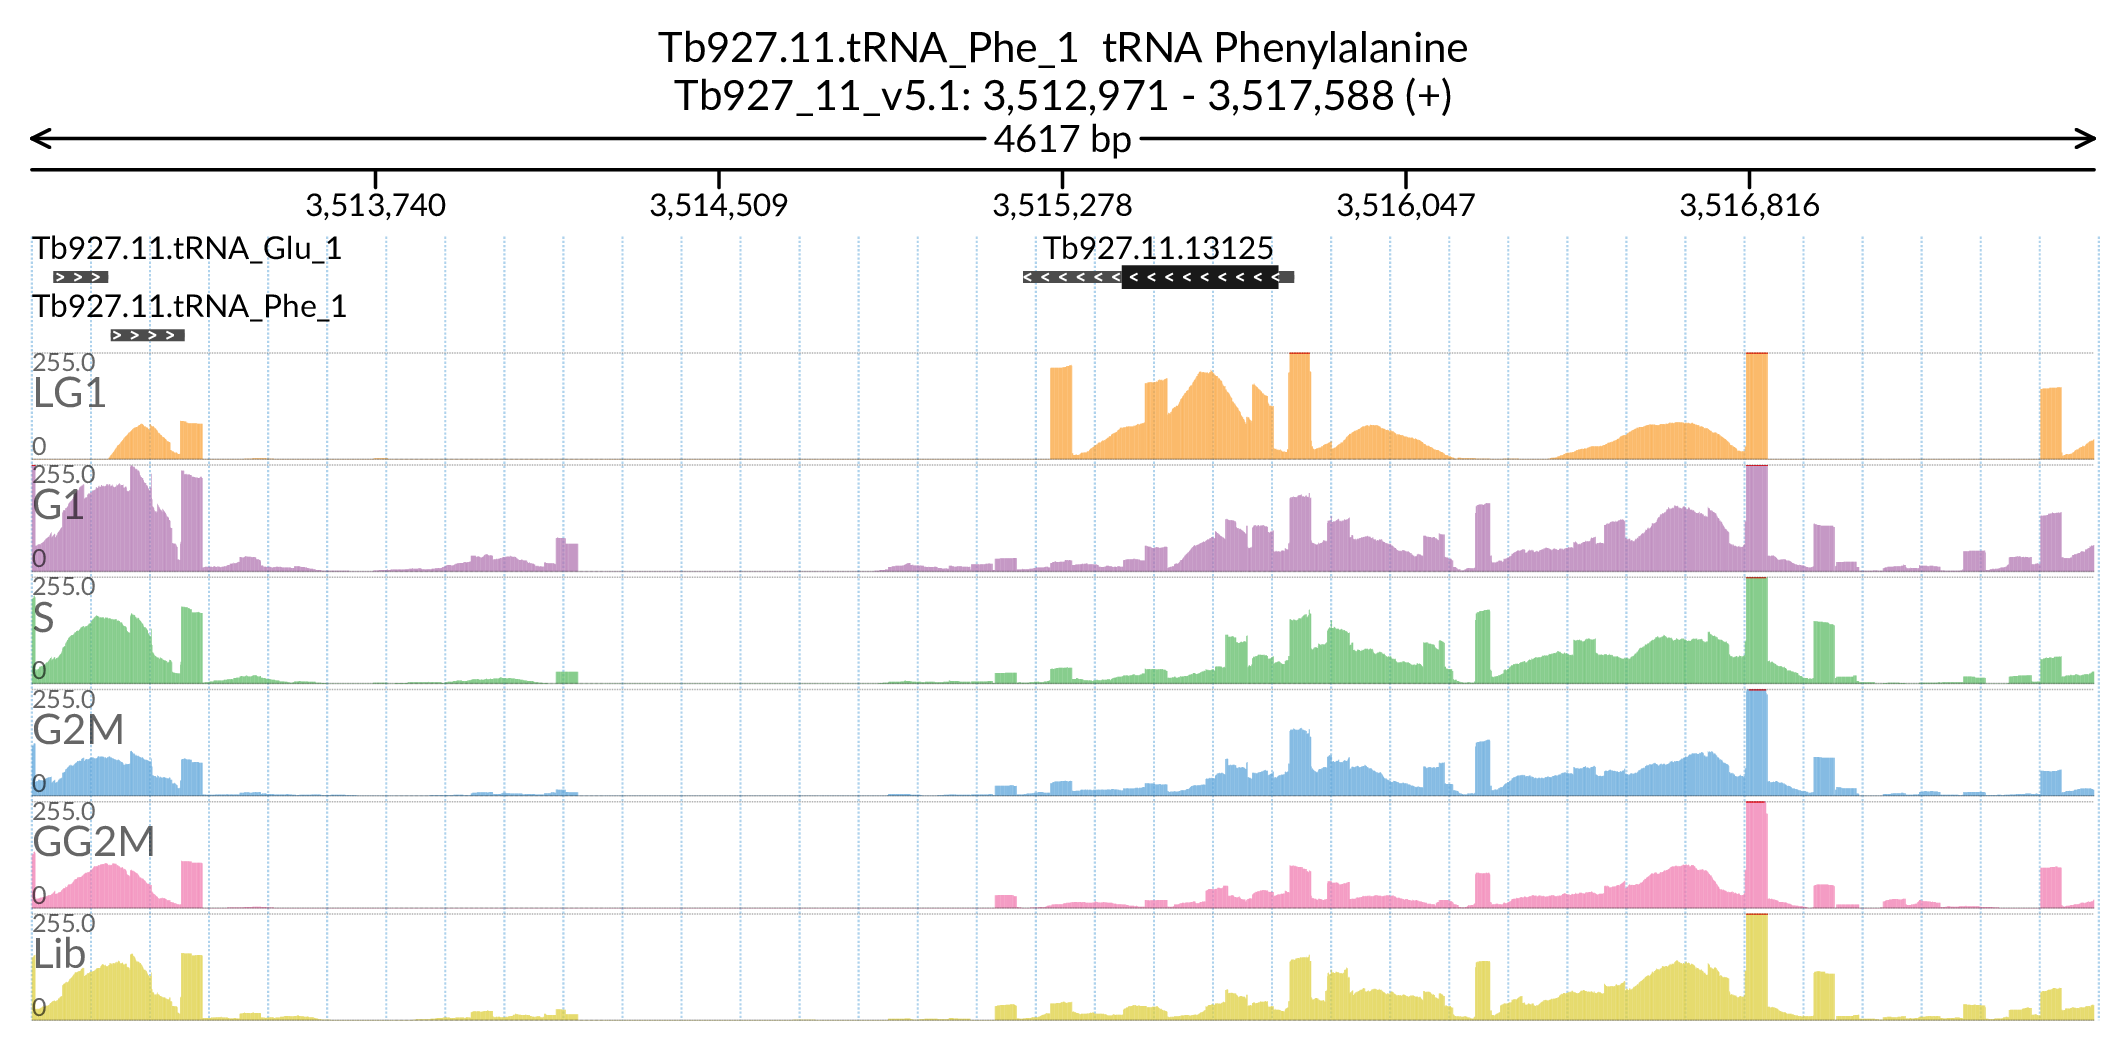 Tb927.11.tRNA_Phe_1  tRNA Phenylalanine
Tb927_11_v5.1: 3,512,971 - 3,517,588 (+)
4617 bp
3,513,740 3,514,509 3,515,278 3,516,047 3,516,816
Tb927.11.tRNA_Glu_1 Tb927.11.13125
Tb927.11.tRNA_Phe_1
255.0
LG1
0
255.0
G1
0
255.0
S
0
255.0
G2M
0
255.0
GG2M
0
255.0
Lib
0